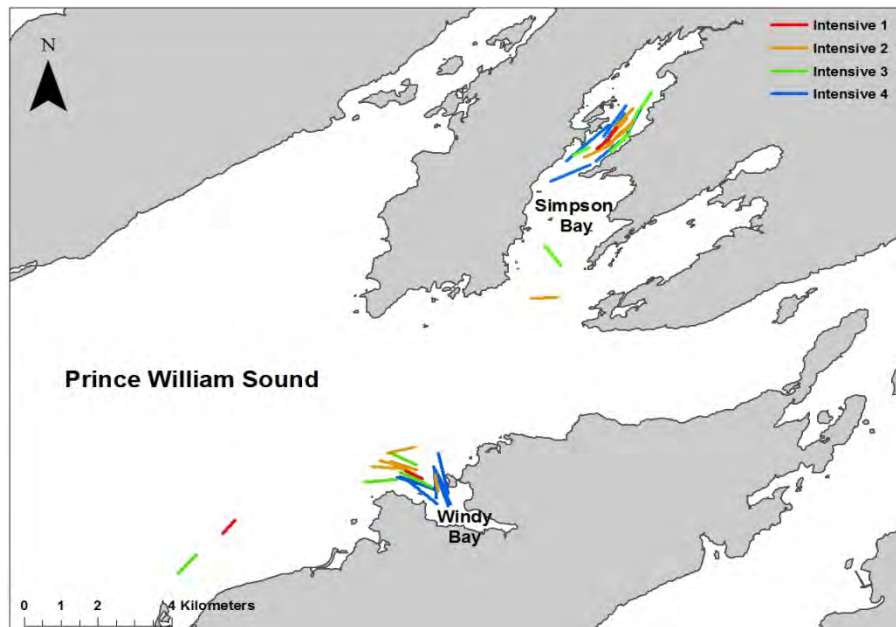 N
Intensive 1
Intensive 2
Intensive 3
Intensive 4
Simpson
Bay
Prince William Sound
Windy
Bay
0 1 2 4 Kilometers